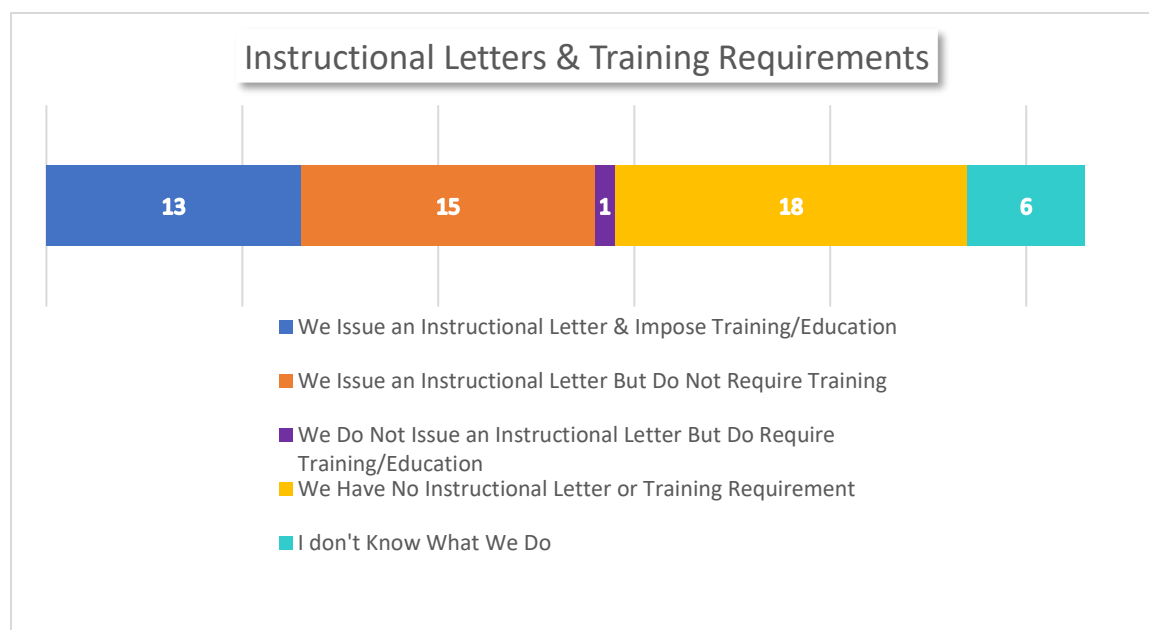 Instructional Letters & Training Requirements
13 15 1 18 6
We Issue an Instructional Letter & Impose Training/Education
We Issue an Instructional Letter But Do Not Require Training
We Do Not Issue an Instructional Letter But Do Require
Training/Education
We Have No Instructional Letter or Training Requirement
I don't Know What We Do